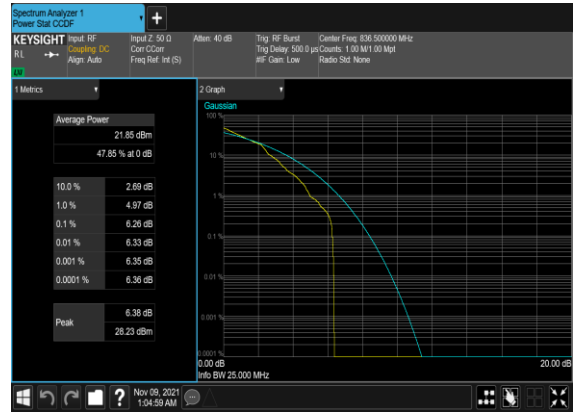 Spectrum Analyzer 1
Power Stat CCDF
KEYSIGHT
RL
LW
Input: RF
Coupling: DC
Align: Auto
Input Z: 50 Ω
Corr CCorr
Freq Ref: Int (S)
Atten: 40 dB
Trig: RF Burst
Trig Delay: 500.0 µs
#IF Gain: Low
Center Freq: 836.500000 MHz
Counts: 1.00 M/1.00 Mpt
Radio Std: None
1 Metrics
Average Power
21.85 dBm
47.85 % at 0 dB
10.0 % 2.69 dB
1.0 % 4.97 dB
0.1 % 6.26 dB
0.01 % 6.33 dB
0.001 % 6.35 dB
0.0001 % 6.36 dB
Peak
6.38 dB
28.23 dBm
2 Graph
Gaussian
100 %
10 %
1 %
0.1 %
0.01 %
0.001 %
0.0001 %
0.00 dB
20.00 dB
Info BW 25.000 MHz
?
Nov 09, 2021
1:04:59 AM